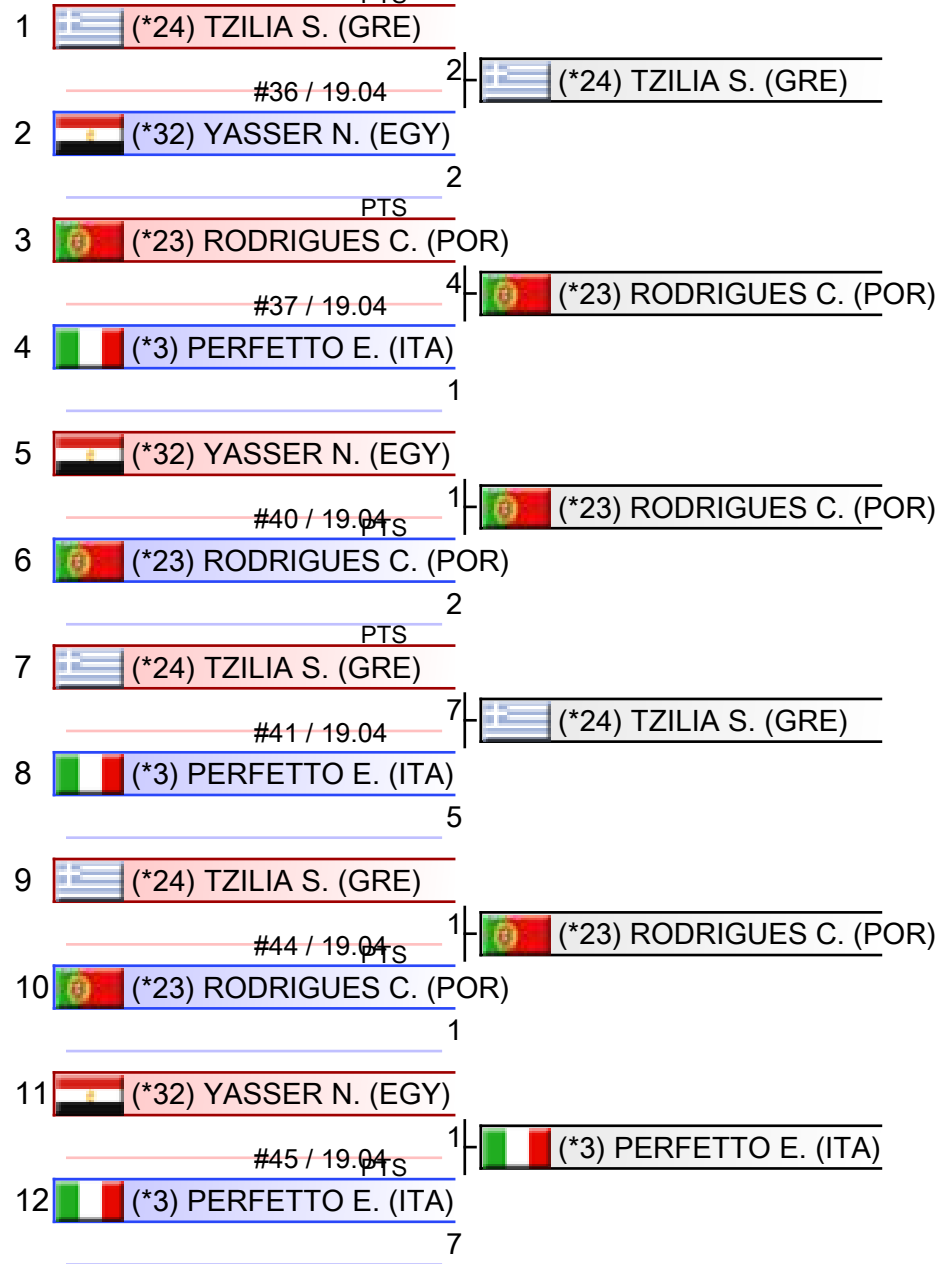 PTS
1 (*24) TZILIA S. (GRE)
2 (*24) TZILIA S. (GRE)
#36 / 19.04
2 (*32) YASSER N. (EGY)
2
PTS
3 (*23) RODRIGUES C. (POR)
4 (*23) RODRIGUES C. (POR)
#37 / 19.04
4 (*3) PERFETTO E. (ITA)
1
5 (*32) YASSER N. (EGY)
1 (*23) RODRIGUES C. (POR)
#40 / 19.04
PTS
6 (*23) RODRIGUES C. (POR)
2
PTS
7 (*24) TZILIA S. (GRE)
7 (*24) TZILIA S. (GRE)
#41 / 19.04
8 (*3) PERFETTO E. (ITA)
5
9 (*24) TZILIA S. (GRE)
1 (*23) RODRIGUES C. (POR)
#44 / 19.04
PTS
10 (*23) RODRIGUES C. (POR)
1
11 (*32) YASSER N. (EGY)
1 (*3) PERFETTO E. (ITA)
#45 / 19.04
PTS
12 (*3) PERFETTO E. (ITA)
7